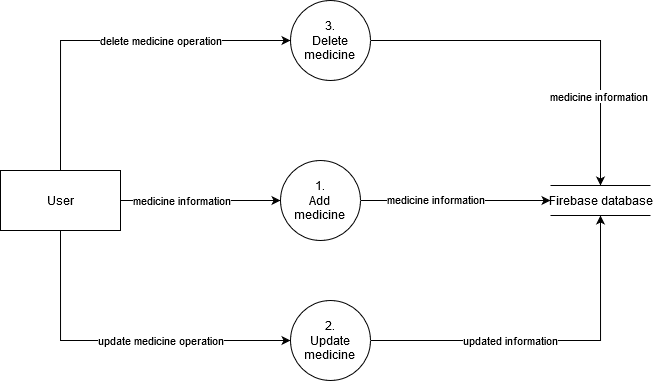 3.
Delete
medicine
delete medicine operation
medicine information
User
medicine information
1.
Add
medicine
medicine information
Firebase database
update medicine operation
2.
Update
medicine
updated information